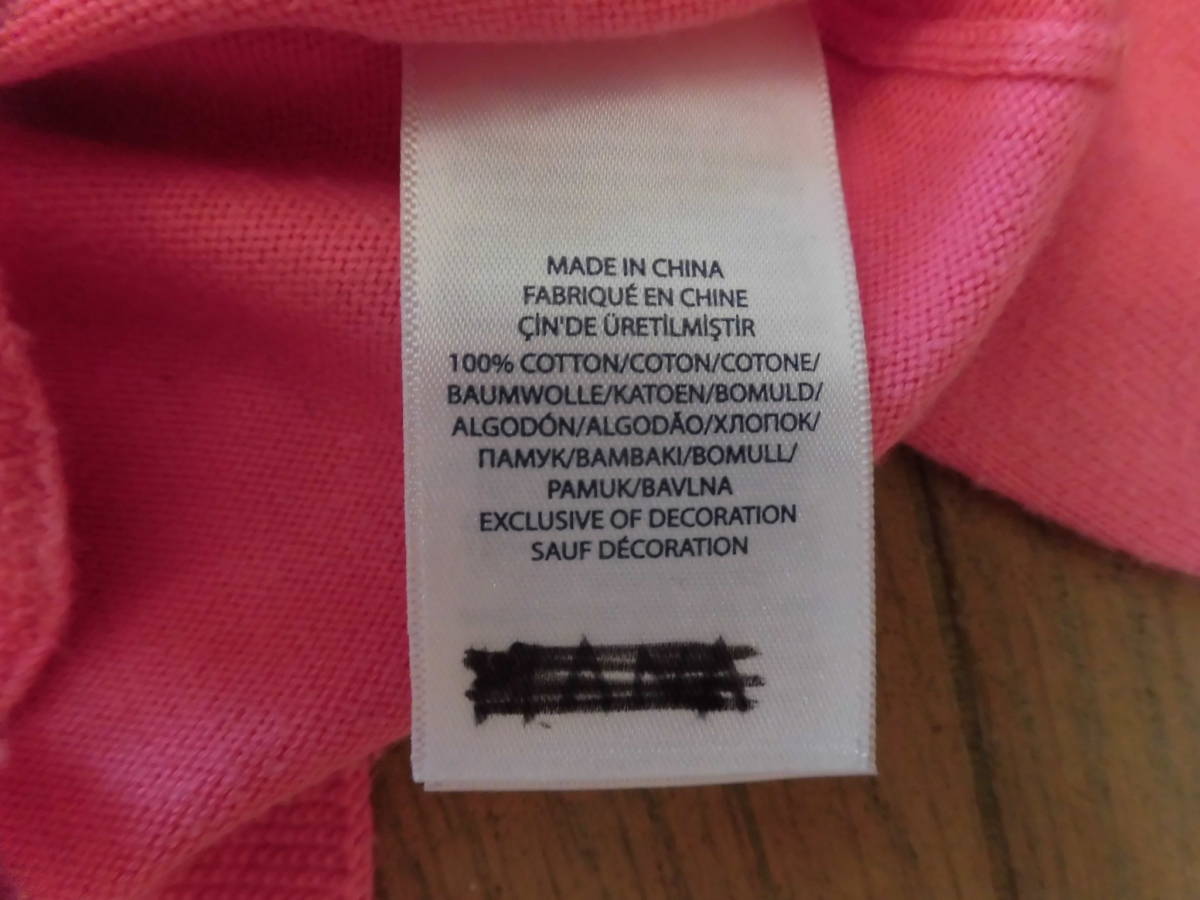 MADE IN CHINA
FABRIQUÉ EN CHINE
ÇİN'DE ÜRETİLMİŞTİR
100% COTTON/COTON/COTONE/
BAUMWOLLE/KATOEN/BOMULD/
ALGODÓN/ALGODÃO/ХЛОПОК/
ПАМУК/BAMBAKI/BOMULL/
PAMUK/BAVLNA
EXCLUSIVE OF DECORATION
SAUF DÉCORATION